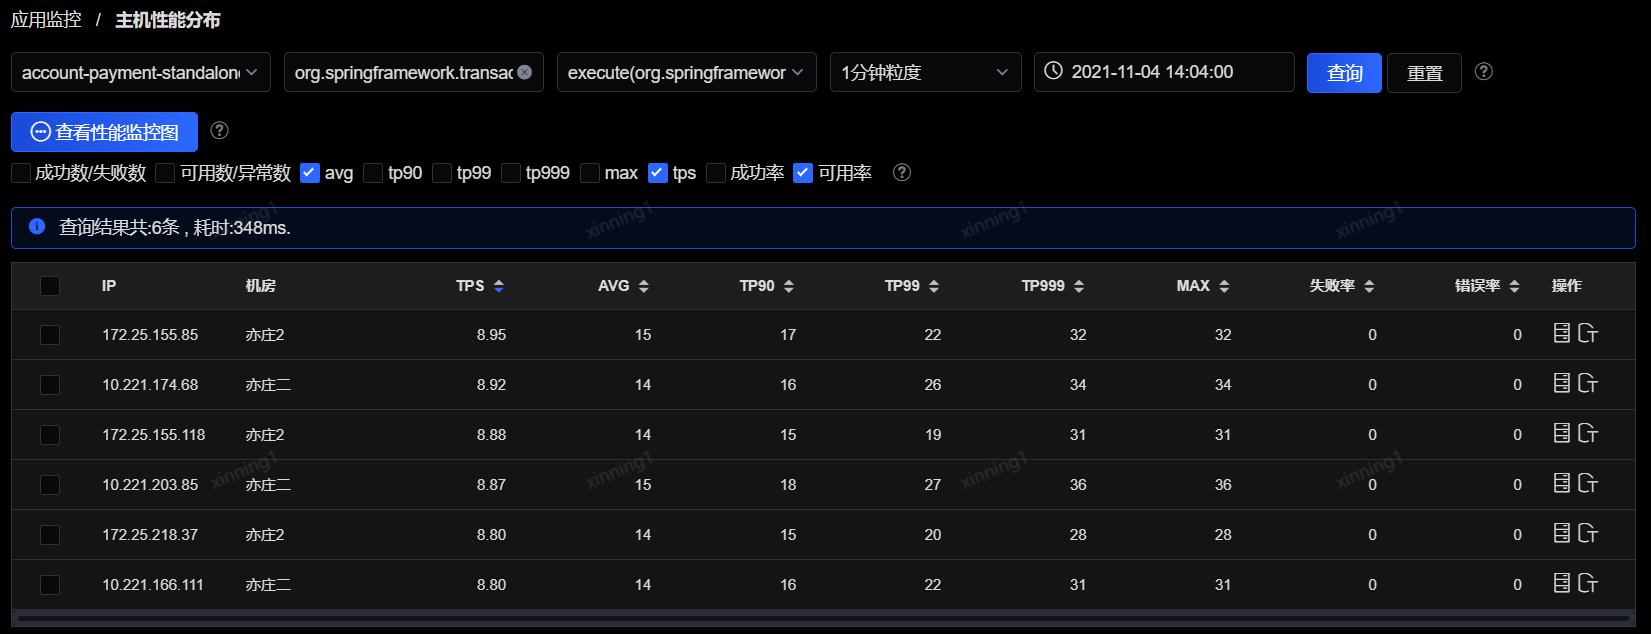 应用监控 / 主机性能分布
account-payment-standalon org.springframework.transac execute(org.springframewor 1分钟粒度 2021-11-04 14:04:00 查询 重置
查看性能监控图
成功数/失败数 可用数/异常数 avg tp90 tp99 tp999 max tps 成功率 可用率
查询结果共:6条 , 耗时:348ms.
xinning1 xinning1 xinning1 xinning1
IP 机房 TPS AVG TP90 TP99 TP999 MAX 失败率 错误率 操作
172.25.155.85 亦庄2 8.95 15 17 22 32 32 0 0
10.221.174.68 亦庄二 8.92 14 16 26 34 34 0 0
172.25.155.118 亦庄2 8.88 14 15 19 31 31 0 0
xinning1 xinning1 xinning1 xinning1
10.221.203.85 亦庄二 8.87 15 18 27 36 36 0 0
172.25.218.37 亦庄2 8.80 14 15 20 28 28 0 0
10.221.166.111 亦庄二 8.80 14 16 22 31 31 0 0